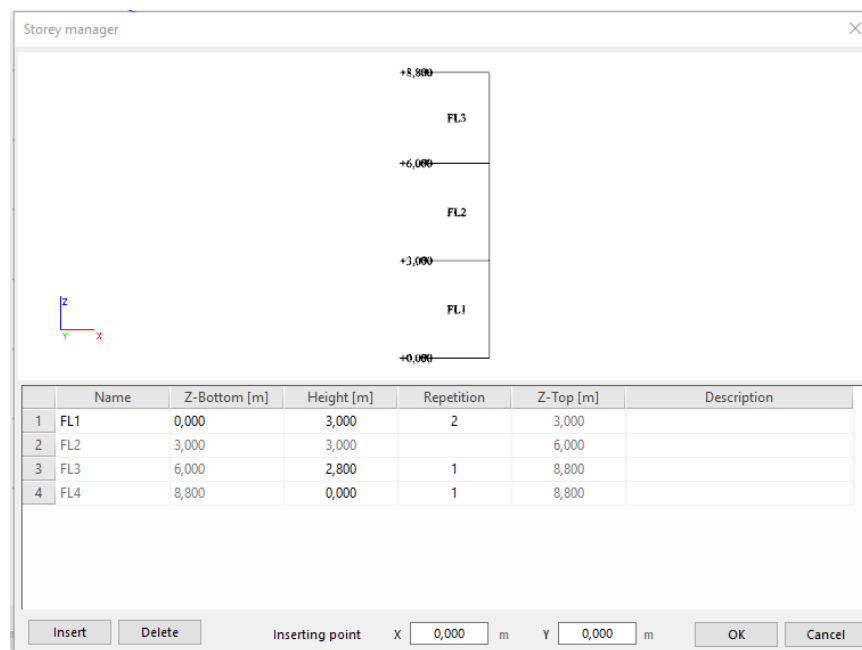 Storey manager
+8,800
FL3
+6,000
FL2
+3,000
FL1
+0,000
Z
Y X
Name Z-Bottom [m] Height [m] Repetition Z-Top [m] Description
1 FL1 0,000 3,000 2 3,000
2 FL2 3,000 3,000 6,000
3 FL3 6,000 2,800 1 8,800
4 FL4 8,800 0,000 1 8,800
Insert Delete Inserting point X 0,000 m Y 0,000 m OK Cancel